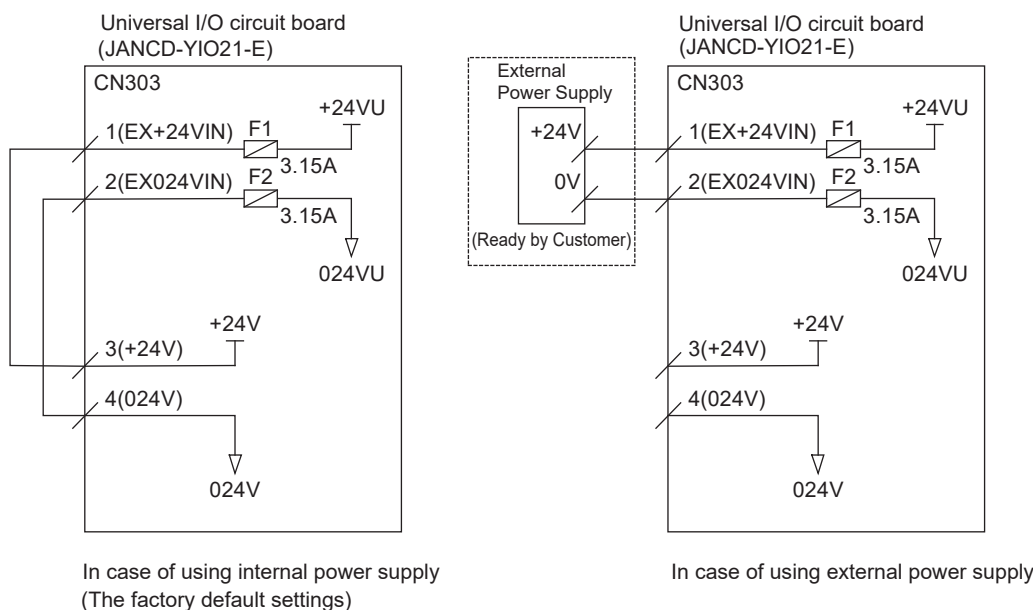 Universal I/O circuit board
(JANCD-YIO21-E)
CN303
+24VU
1(EX+24VIN)
F1
3.15A
2(EX024VIN)
F2
3.15A
024VU
+24V
3(+24V)
4(024V)
024V
In case of using internal power supply
(The factory default settings)
Universal I/O circuit board
(JANCD-YIO21-E)
External
Power Supply
+24V
0V
(Ready by Customer)
CN303
+24VU
1(EX+24VIN)
F1
3.15A
2(EX024VIN)
F2
3.15A
024VU
+24V
3(+24V)
4(024V)
024V
In case of using external power supply